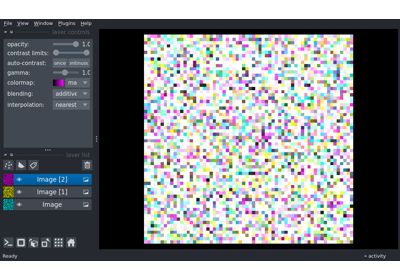 File View Window Plugins Help
layer controls
opacity: 1.0
contrast limits:
auto-contrast: once
gamma: 1.0
colormap: ma
blending: additive
interpolation: nearest
layer list
Image [2]
Image [1]
Image
Ready activity